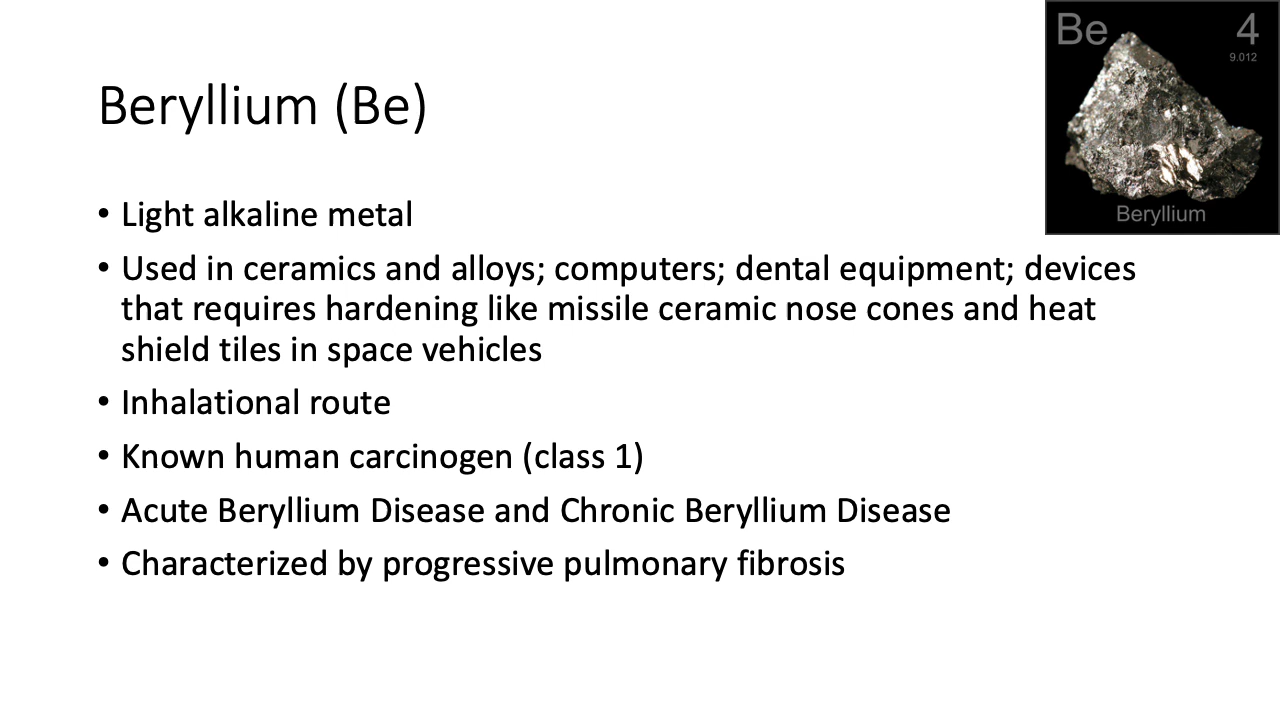 Be 4
9.012
Beryllium
Beryllium (Be)
• Light alkaline metal
• Used in ceramics and alloys; computers; dental equipment; devices
that requires hardening like missile ceramic nose cones and heat
shield tiles in space vehicles
• Inhalational route
• Known human carcinogen (class 1)
• Acute Beryllium Disease and Chronic Beryllium Disease
• Characterized by progressive pulmonary fibrosis